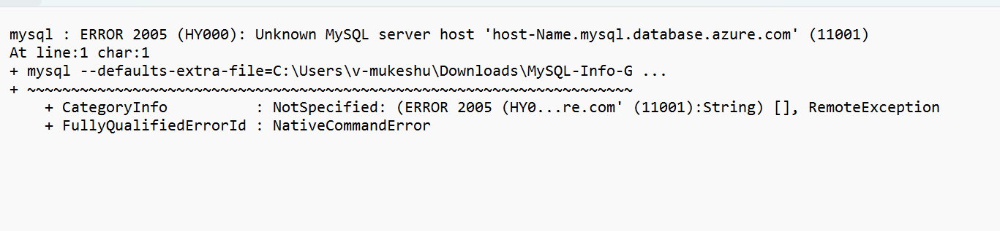 mysql : ERROR 2005 (HY000): Unknown MySQL server host 'host-Name.mysql.database.azure.com' (11001)
At line:1 char:1
+ mysql --defaults-extra-file=C:\Users\v-mukeshu\Downloads\MySQL-Info-G ...
+ ~~~~~~~~~~~~~~~~~~~~~~~~~~~~~~~~~~~~~~~~~~~~~~~~~~~~~~~~~~~~~~~~~~~~~
    + CategoryInfo          : NotSpecified: (ERROR 2005 (HY0...re.com' (11001):String) [], RemoteException
    + FullyQualifiedErrorId : NativeCommandError